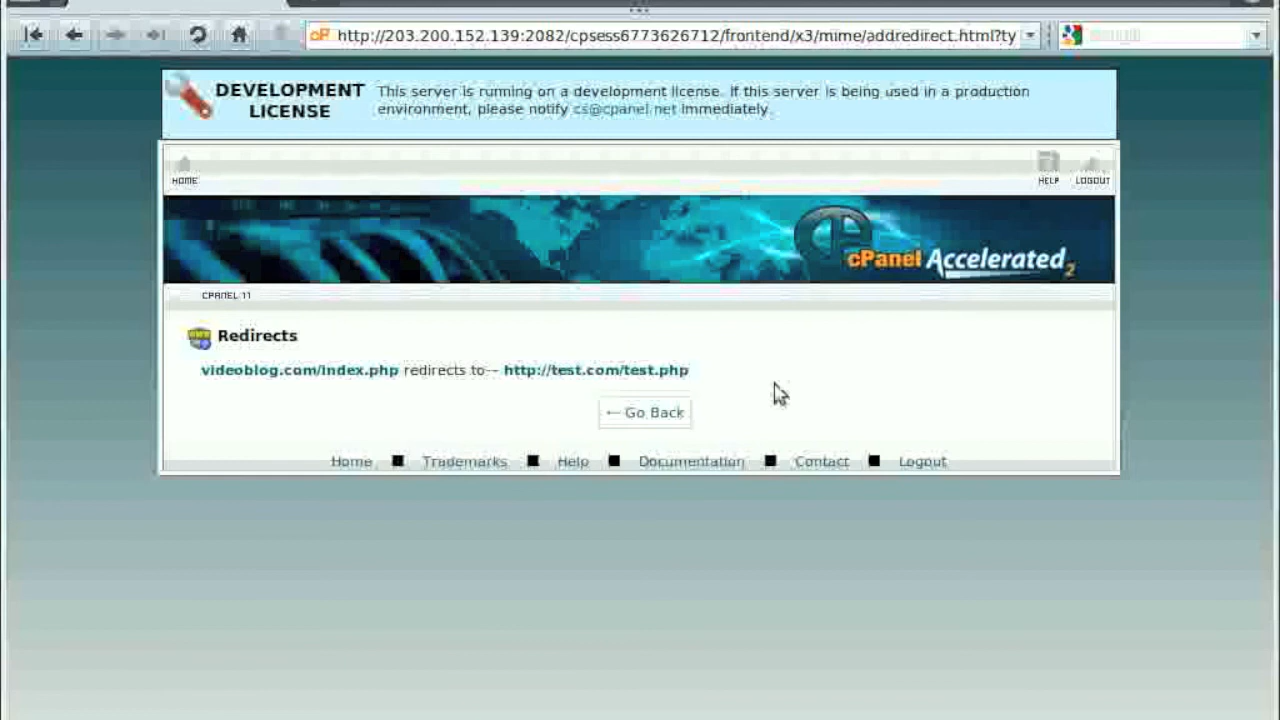 http://203.200.152.139:2082/cpsess6773626712/frontend/x3/mime/addredirect.html?ty
DEVELOPMENT LICENSE
This server is running on a development license. If this server is being used in a production
environment, please notify cs@cpanel.net immediately.
HOME
HELP LOGOUT
cPanel Accelerated2
CPANEL 11
Redirects
videoblog.com/index.php redirects to-- http://test.com/test.php
← Go Back
Home ■ Trademarks ■ Help ■ Documentation ■ Contact ■ Logout